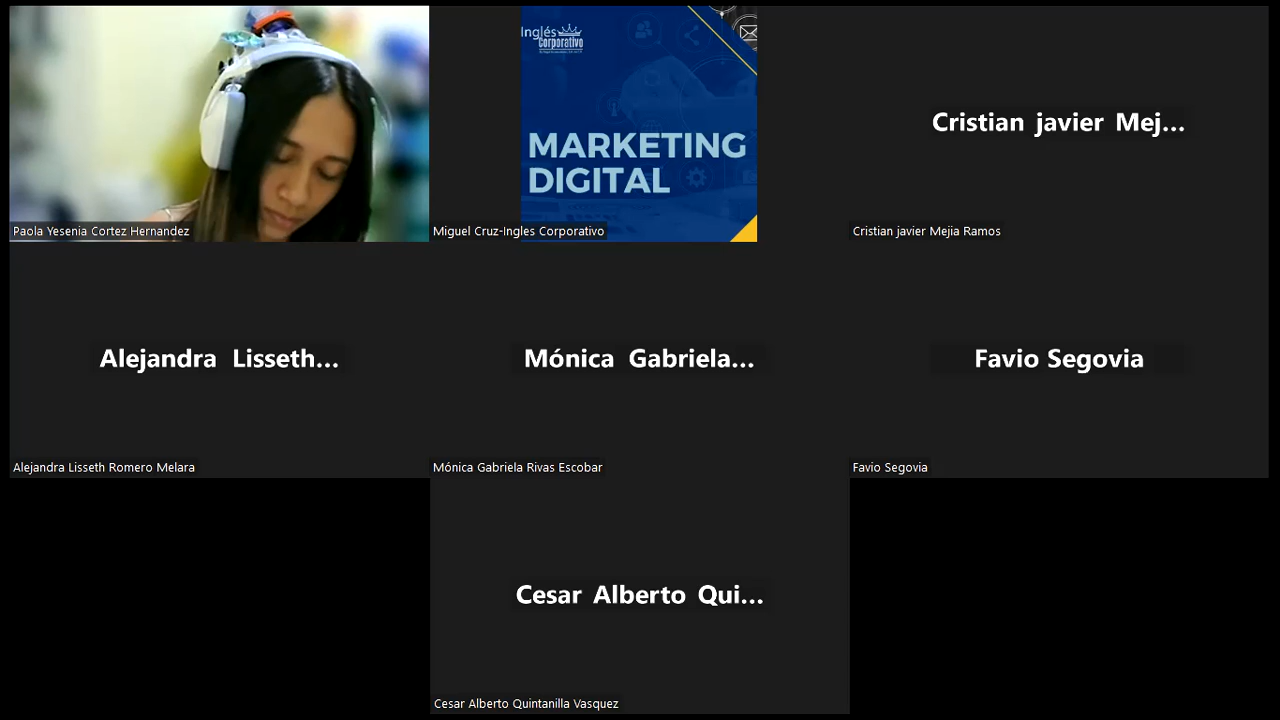 Inglés
Corporativo
MARKETING
DIGITAL
Paola Yesenia Cortez Hernandez
Miguel Cruz-Ingles Corporativo
Cristian javier Mej...
Cristian javier Mejia Ramos
Alejandra Lisseth...
Mónica Gabriela...
Favio Segovia
Alejandra Lisseth Romero Melara
Mónica Gabriela Rivas Escobar
Favio Segovia
Cesar Alberto Qui...
Cesar Alberto Quintanilla Vasquez